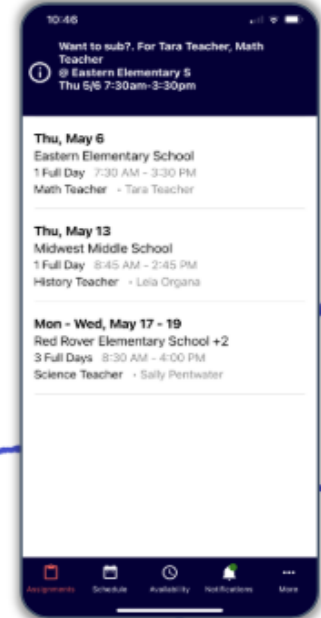 10:46
Want to sub?. For Tara Teacher, Math
Teacher
@ Eastern Elementary S
Thu 5/6 7:30am-3:30pm
Thu, May 6
Eastern Elementary School
1 Full Day 7:30 AM - 3:30 PM
Math Teacher - Tara Teacher
Thu, May 13
Midwest Middle School
1 Full Day 8:45 AM - 2:45 PM
History Teacher - Leia Organa
Mon - Wed, May 17 - 19
Red Rover Elementary School +2
3 Full Days 8:30 AM - 4:00 PM
Science Teacher - Sally Pentwater
Assignments Schedule Availability Notifications More